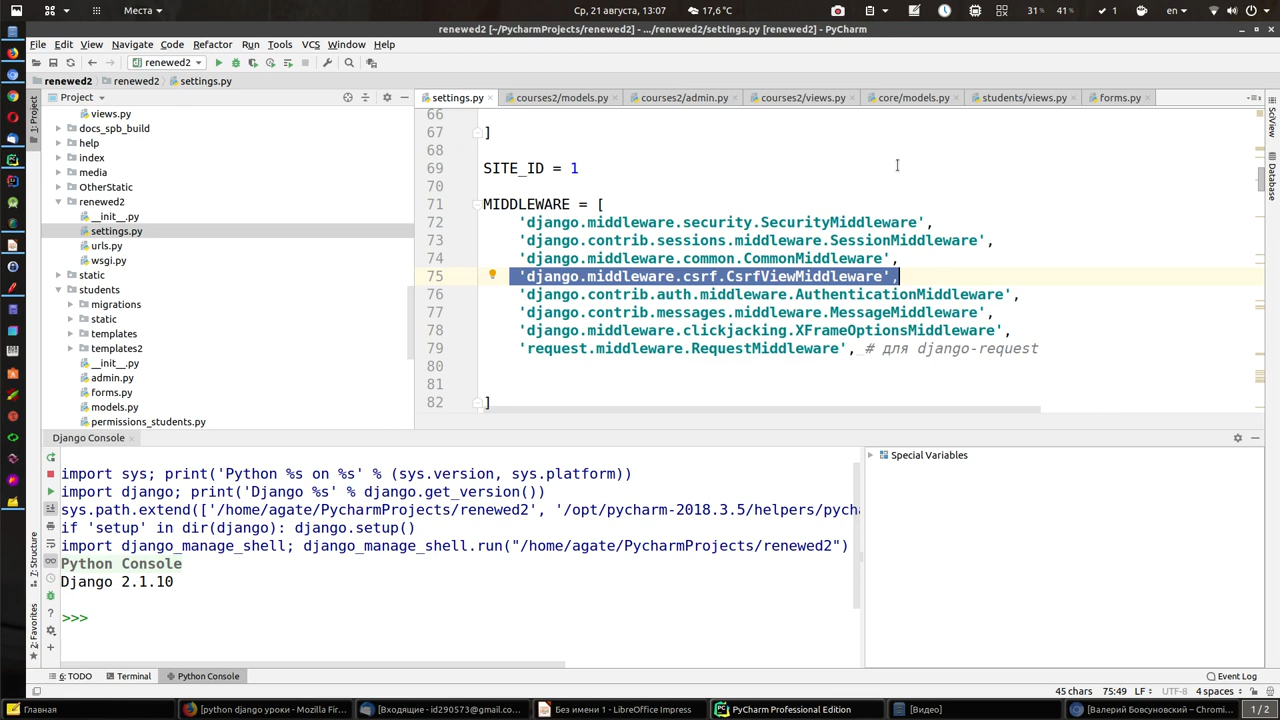 Места
Ср, 21 августа, 13:07
17,6°C
31% 41% 1 en
renewed2 [~/PycharmProjects/renewed2] - .../renewed2/settings.py [renewed2] - PyCharm
File Edit View Navigate Code Refactor Run Tools VCS Window Help
renewed2
renewed2 renewed2 settings.py
Project
settings.py courses2/models.py courses2/admin.py courses2/views.py core/models.py students/views.py forms.py
1: Project
SciView
Database
views.py
docs_spb_build
help
index
media
OtherStatic
renewed2
__init__.py
settings.py
urls.py
wsgi.py
static
students
migrations
static
templates
templates2
__init__.py
admin.py
forms.py
models.py
permissions_students.py
66
67 ]
68
69 SITE_ID = 1
70
71 MIDDLEWARE = [
72 'django.middleware.security.SecurityMiddleware',
73 'django.contrib.sessions.middleware.SessionMiddleware',
74 'django.middleware.common.CommonMiddleware',
75 'django.middleware.csrf.CsrfViewMiddleware',
76 'django.contrib.auth.middleware.AuthenticationMiddleware',
77 'django.contrib.messages.middleware.MessageMiddleware',
78 'django.middleware.clickjacking.XFrameOptionsMiddleware',
79 'request.middleware.RequestMiddleware', # для django-request
80
81
82 ]
Django Console
import sys; print('Python %s on %s' % (sys.version, sys.platform))
import django; print('Django %s' % django.get_version())
sys.path.extend(['/home/agate/PycharmProjects/renewed2', '/opt/pycharm-2018.3.5/helpers/pych
if 'setup' in dir(django): django.setup()
import django_manage_shell; django_manage_shell.run("/home/agate/PycharmProjects/renewed2")
Python Console
Django 2.1.10
>>>
Special Variables
7: Structure
2: Favorites
6: TODO Terminal Python Console Event Log
45 chars 75:49 LF UTF-8 4 spaces
Главная
[python django уроки - Mozilla Fir...
[Входящие - id290573@gmail.co...
Без имени 1 - LibreOffice Impress
PyCharm Professional Edition
[Видео]
[Валерий Бовсуновский - Chromi...
1/2